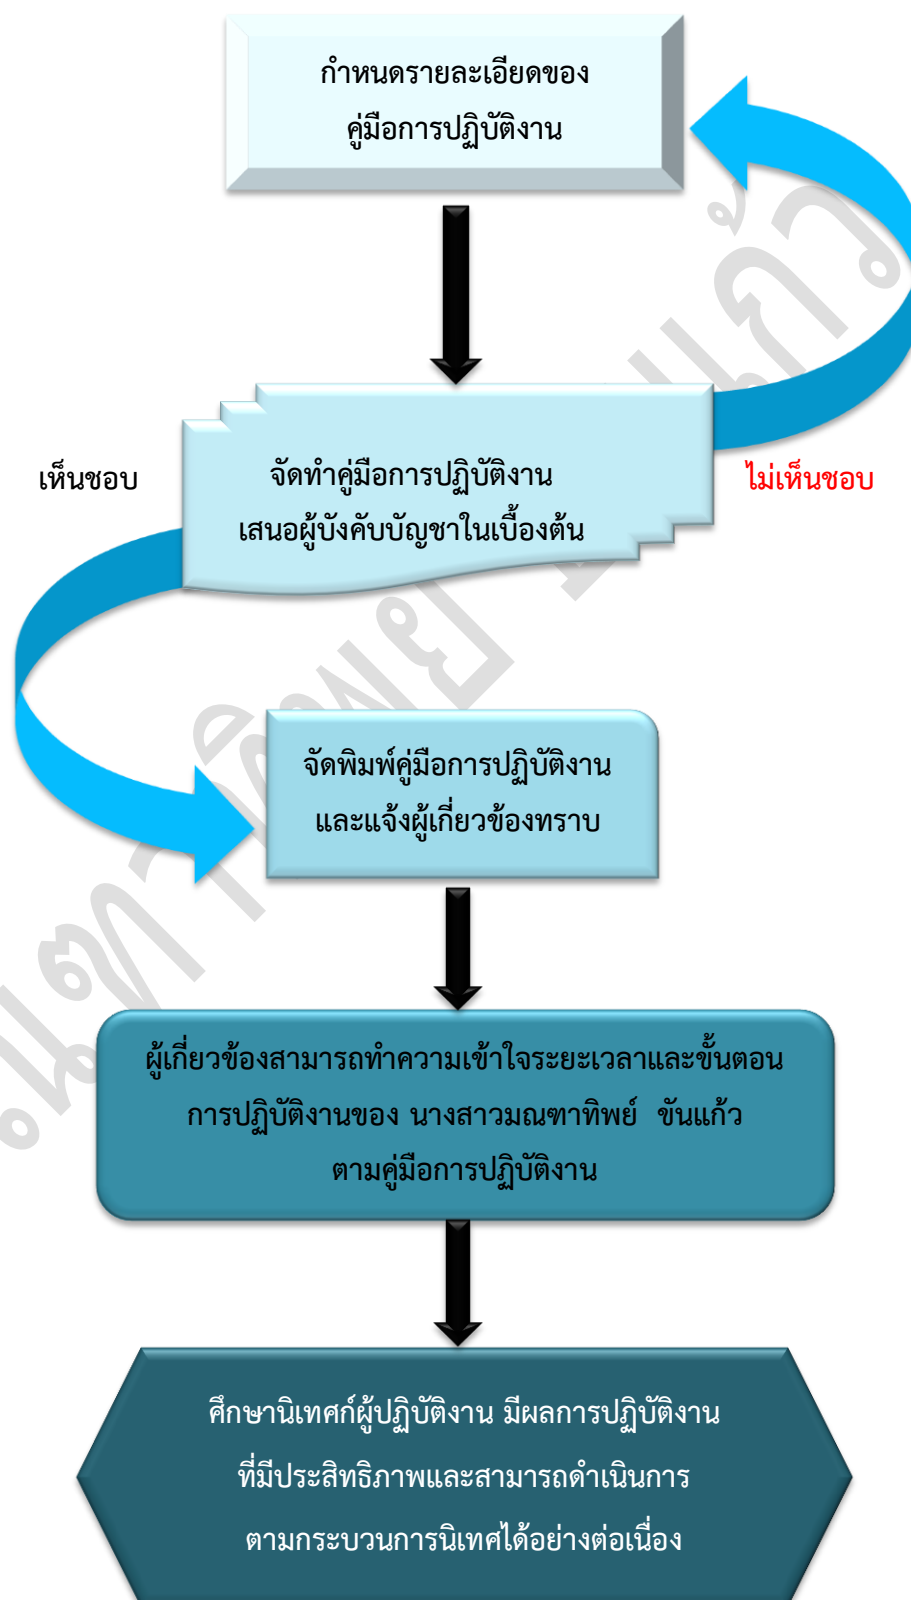 กำหนดรายละเอียดของ
คู่มือการปฏิบัติงาน
เห็นชอบ
จัดทำคู่มือการปฏิบัติงาน
เสนอผู้บังคับบัญชาในเบื้องต้น
ไม่เห็นชอบ
จัดพิมพ์คู่มือการปฏิบัติงาน
และแจ้งผู้เกี่ยวข้องทราบ
ผู้เกี่ยวข้องสามารถทำความเข้าใจระยะเวลาและขั้นตอน
การปฏิบัติงานของ นางสาวมณฑาทิพย์ ขันแก้ว
ตามคู่มือการปฏิบัติงาน
ศึกษานิเทศก์ผู้ปฏิบัติงาน มีผลการปฏิบัติงาน
ที่มีประสิทธิภาพและสามารถดำเนินการ
ตามกระบวนการนิเทศได้อย่างต่อเนื่อง